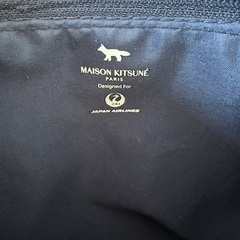 MAISON KITSUNÉ
PARIS
Designed For
JAPAN AIRLINES